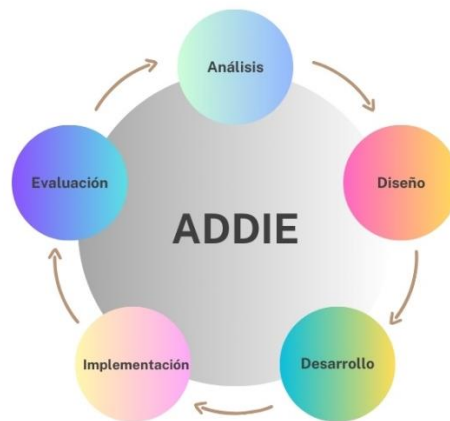 Análisis
Diseño
Desarrollo
Implementación
Evaluación
ADDIE